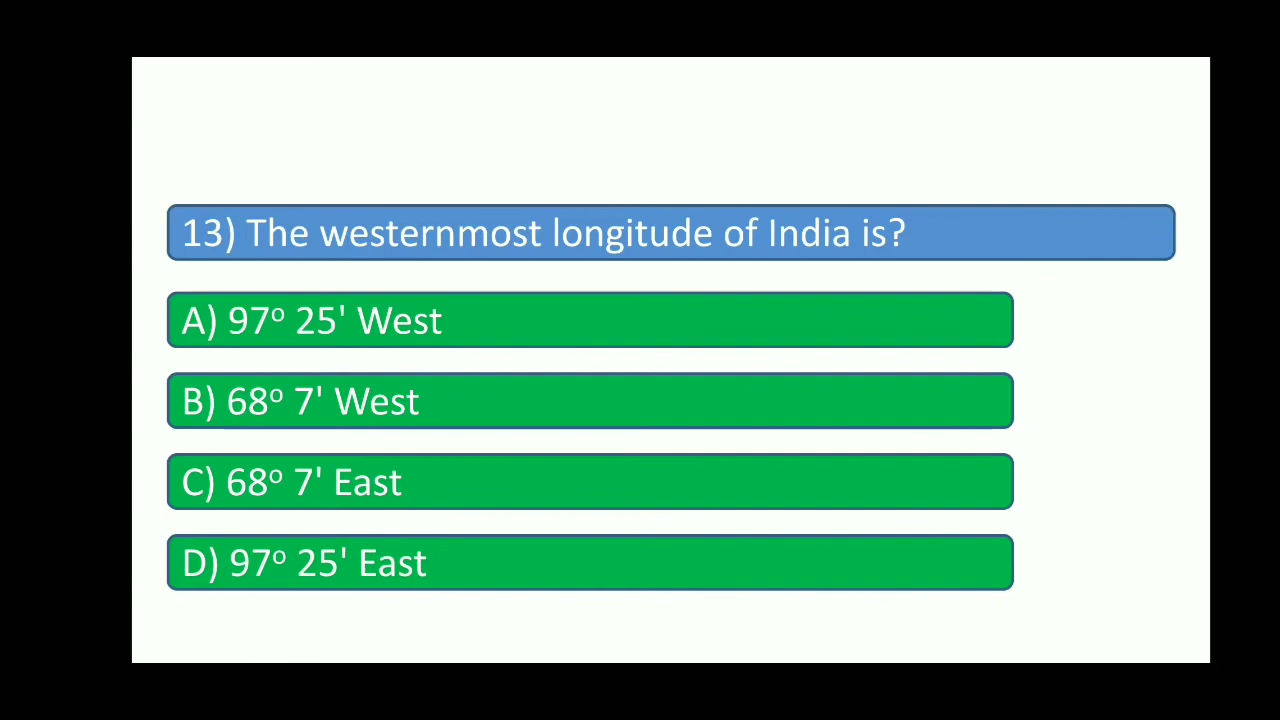 13) The westernmost longitude of India is?
A) 97º 25' West
B) 68º 7' West
C) 68º 7' East
D) 97º 25' East